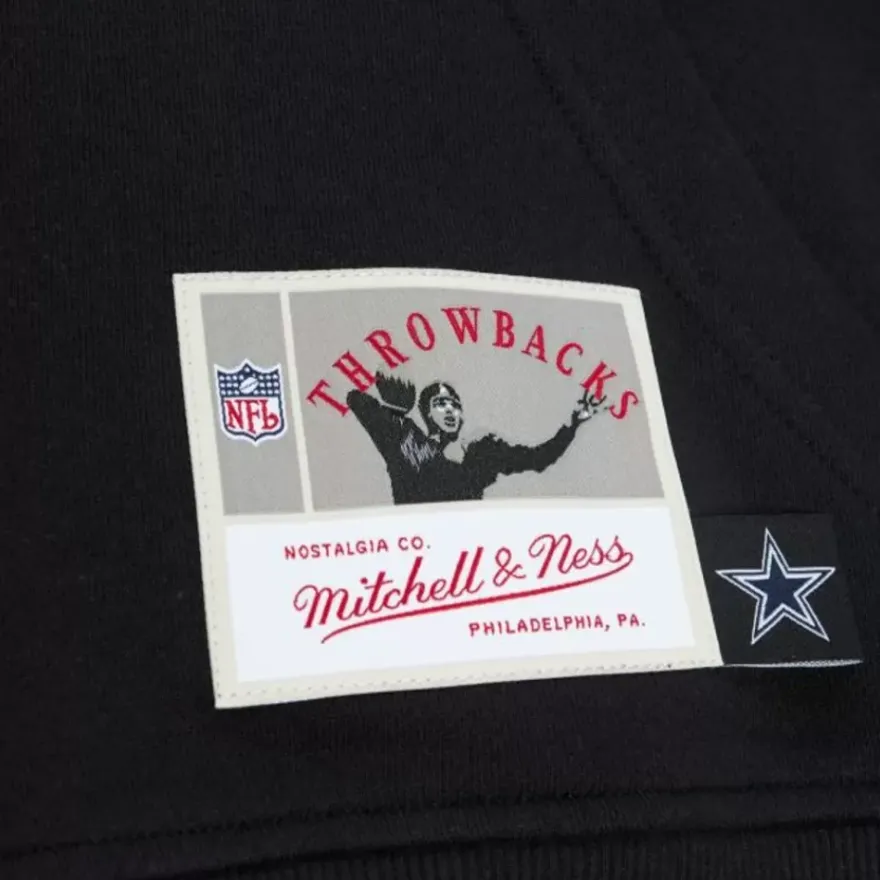 THROWBACKS
NFL
NOSTALGIA CO.
Mitchell & Ness
PHILADELPHIA, PA.